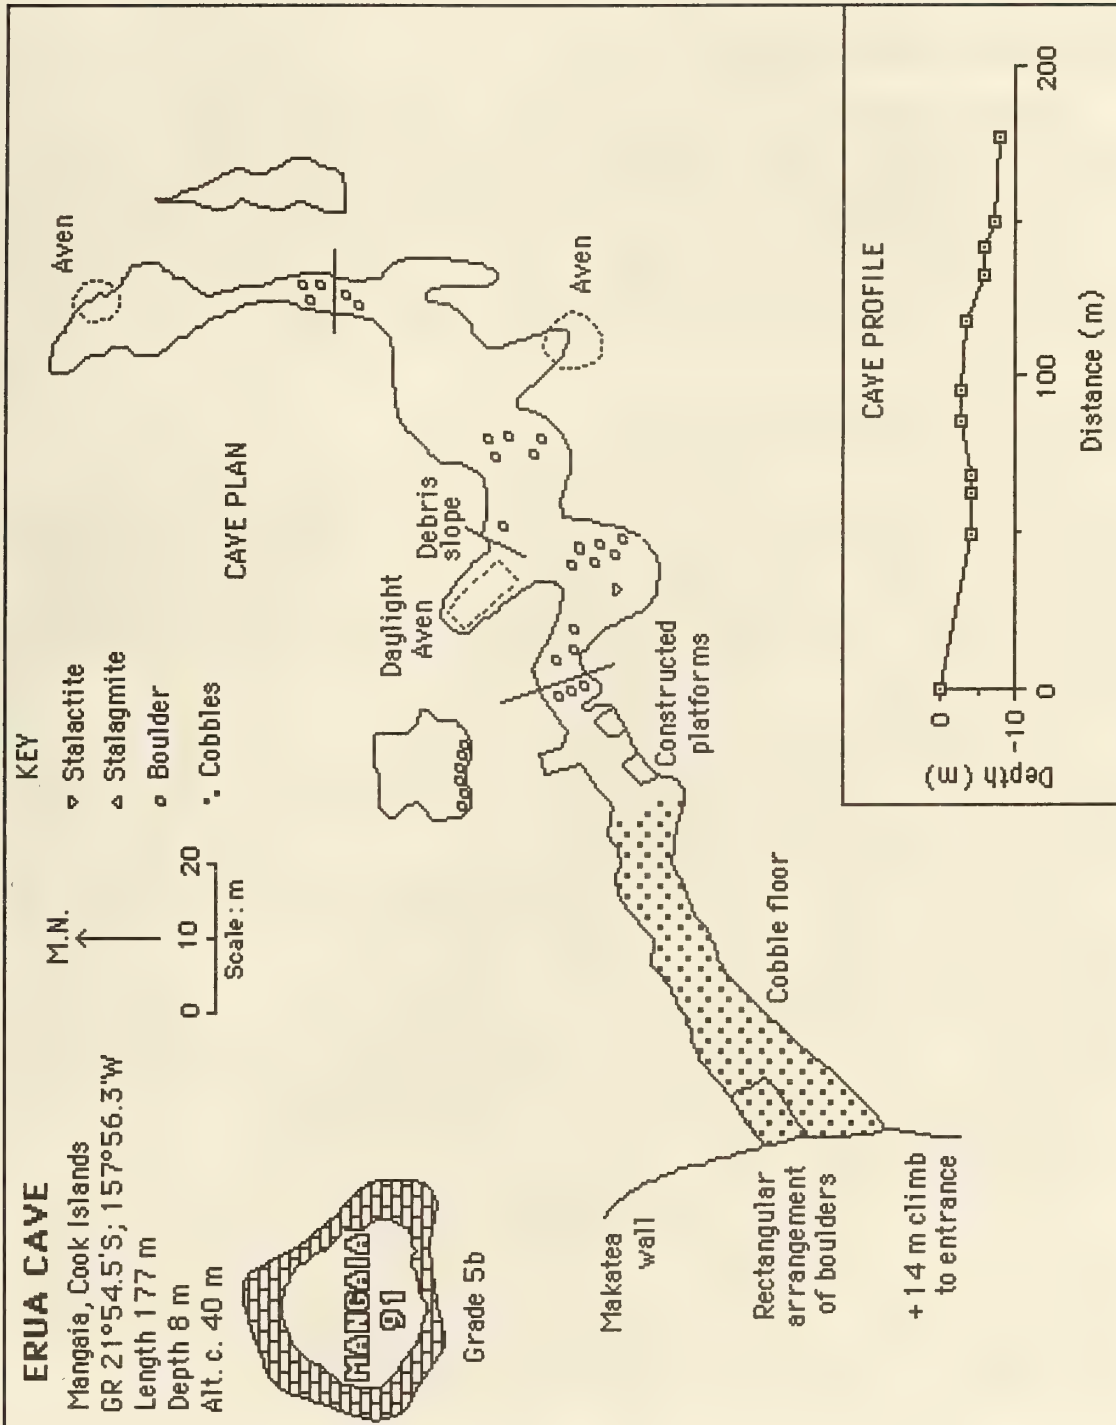 ERUA CAVE
Mangaia, Cook Islands
GR 21°54.5'S; 157°56.3'W
Length 177 m
Depth 8 m
Alt. c. 40 m
MANGAIA
91
Grade 5b
M.N.
0 10 20
Scale: m
KEY
Stalactite
Stalagmite
Boulder
Cobbles
CAVE PLAN
Aven
Daylight
Aven
Debris
slope
Aven
Constructed
platforms
Cobble floor
Makatea
wall
Rectangular
arrangement
of boulders
+14 m climb
to entrance
CAVE PROFILE
0
-10
Depth (m)
0 100 200
Distance (m)